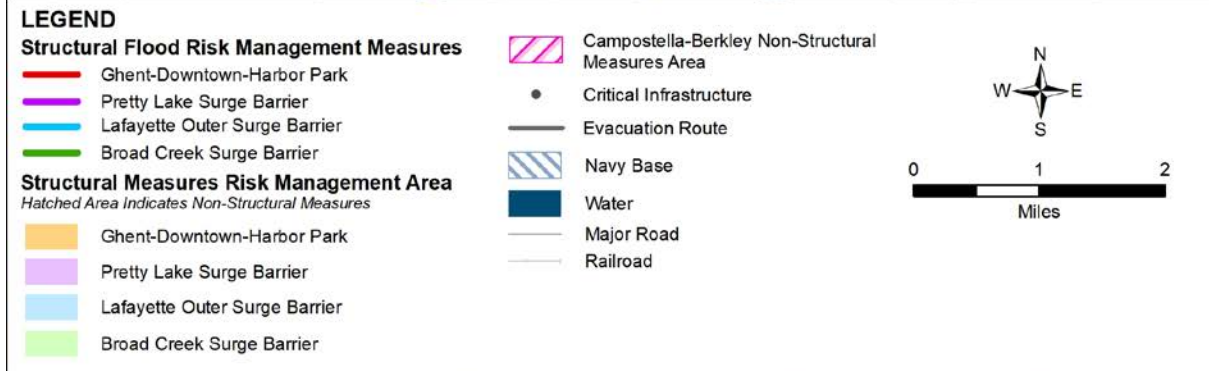 LEGEND
Structural Flood Risk Management Measures
Ghent-Downtown-Harbor Park
Pretty Lake Surge Barrier
Lafayette Outer Surge Barrier
Broad Creek Surge Barrier
Structural Measures Risk Management Area
Hatched Area Indicates Non-Structural Measures
Ghent-Downtown-Harbor Park
Pretty Lake Surge Barrier
Lafayette Outer Surge Barrier
Broad Creek Surge Barrier
Campostella-Berkley Non-Structural
Measures Area
Critical Infrastructure
Evacuation Route
Navy Base
Water
Major Road
Railroad
N
W E
S
0 1 2
Miles